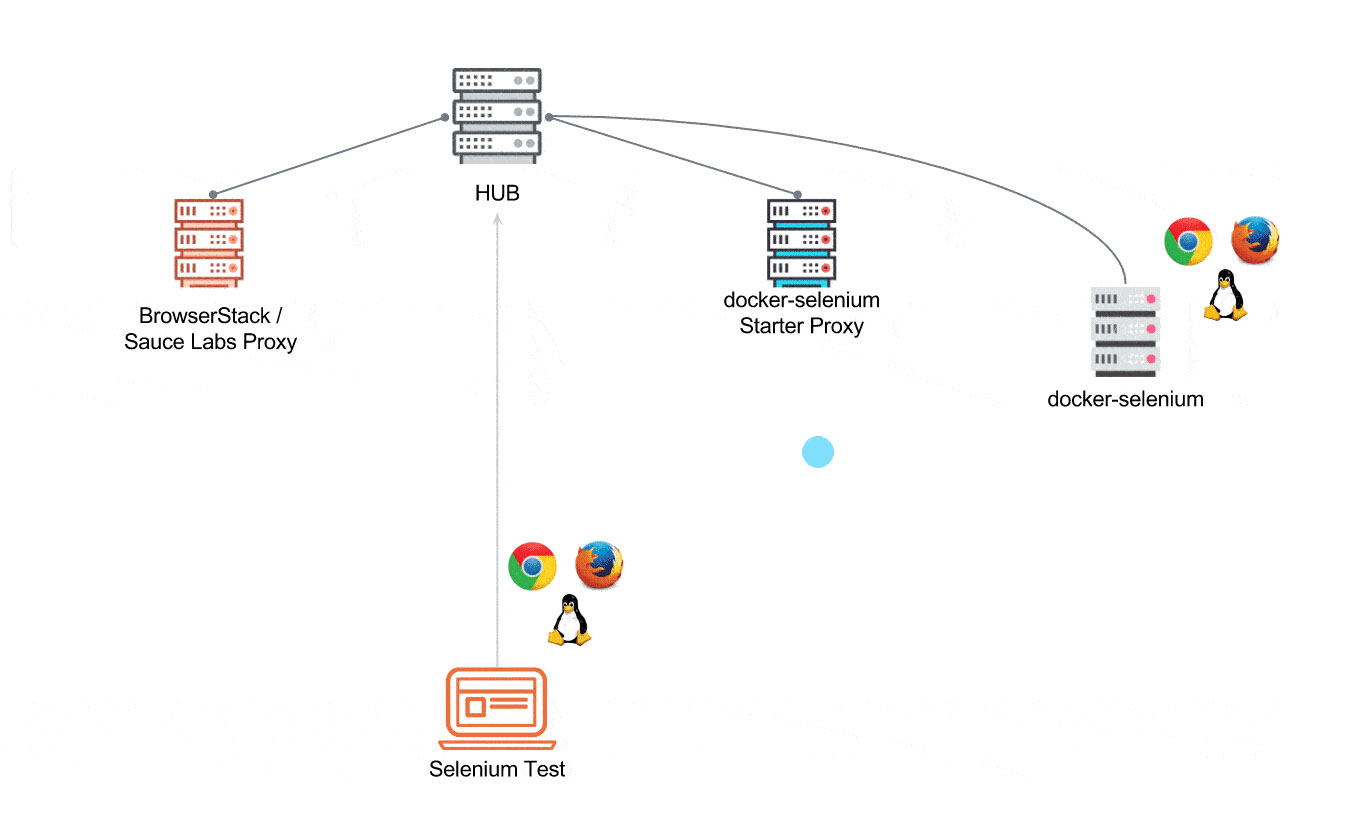 HUB
BrowserStack /
Sauce Labs Proxy
docker-selenium
Starter Proxy
docker-selenium
Selenium Test